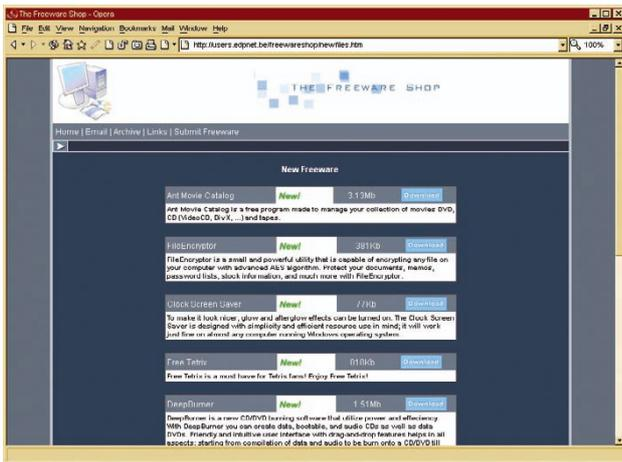 The Freeware Shop - Opera
File Edit View Navigation Bookmarks Mail Window Help
http://users.edpnet.be/freewareshop/newfiles.htm
100%
THE FREEWARE SHOP
Home | Email | Archive | Links | Submit Freeware
New Freeware
Ant Movie Catalog New! 3.13Mb Download
Ant Movie Catalog is a free program made to manage your collection of movies DVD,
CD (VideoCD, DivX, ...) and tapes.
FileEncryptor New! 381Kb Download
FileEncryptor is a small and powerful utility that is capable of encrypting any file on
your computer with advanced AES algorithm. Protect your documents, memos,
password lists, stock information, and much more with FileEncryptor.
Clock Screen Saver New! 77Kb Download
To make it look nicer, glow and afterglow effects can be turned on. The Clock Screen
Saver is designed with simplicity and efficient resource use in mind; it will work
just fine on almost any computer running Windows operating system.
Free Tetrix New! Download
Free Tetrix is a must have for Tetris fans! Enjoy Free Tetrix!
DeepBurner New! 1.51Mb Download
DeepBurner is a new CD/DVD burning software that utilize power and effeciency
With DeepBurner you can create data, bootable, and audio CDs as well as data
DVDs. Friendly and intuitive user interface with drag-and-drop features helps in all
aspects: starting from compilation of data and audio to be burn onto a CD/DVD till